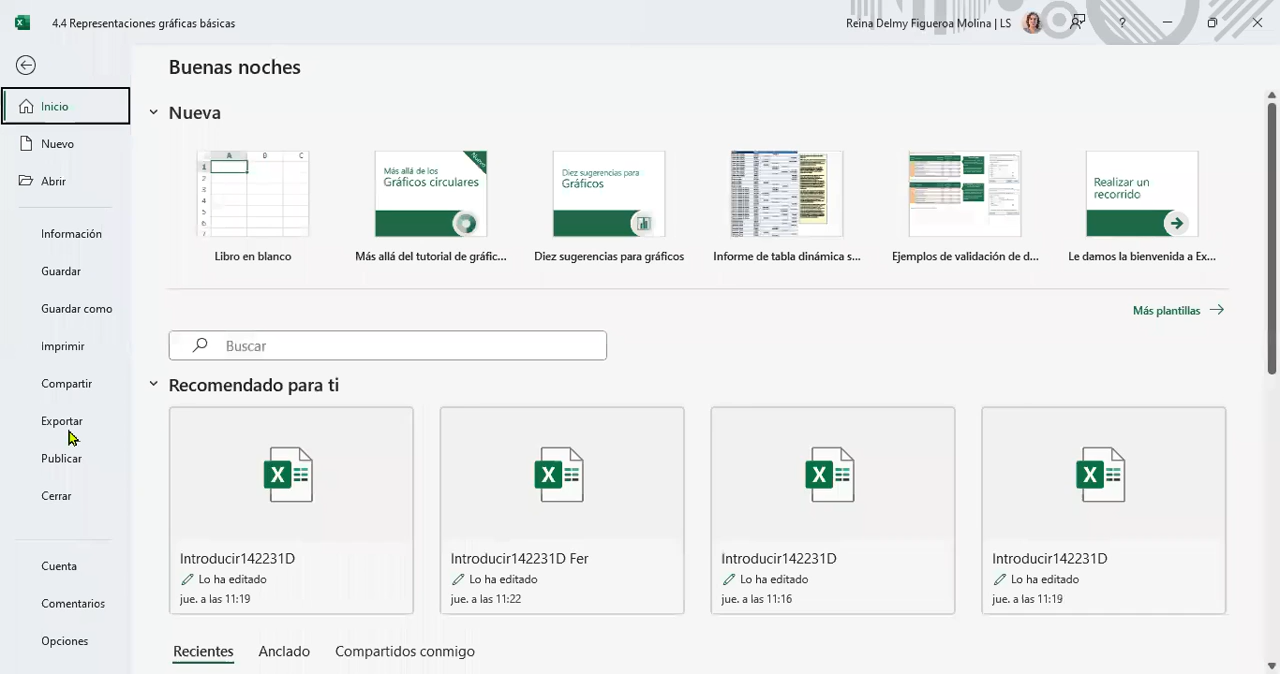 4.4 Representaciones gráficas básicas
Reina Delmy Figueroa Molina | LS
?
Inicio
Nuevo
Abrir
Información
Guardar
Guardar como
Imprimir
Compartir
Exportar
Publicar
Cerrar
Cuenta
Comentarios
Opciones
Buenas noches
Nueva
Más allá de los
Gráficos circulares
Nuevo
Diez sugerencias para
Gráficos
Realizar un
recorrido
Libro en blanco
Más allá del tutorial de gráfic...
Diez sugerencias para gráficos
Informe de tabla dinámica s...
Ejemplos de validación de d...
Le damos la bienvenida a Ex...
Más plantillas
Buscar
Recomendado para ti
Introducir142231D
Lo ha editado
jue. a las 11:19
Introducir142231D Fer
Lo ha editado
jue. a las 11:22
Introducir142231D
Lo ha editado
jue. a las 11:16
Introducir142231D
Lo ha editado
jue. a las 11:19
Recientes Anclado Compartidos conmigo